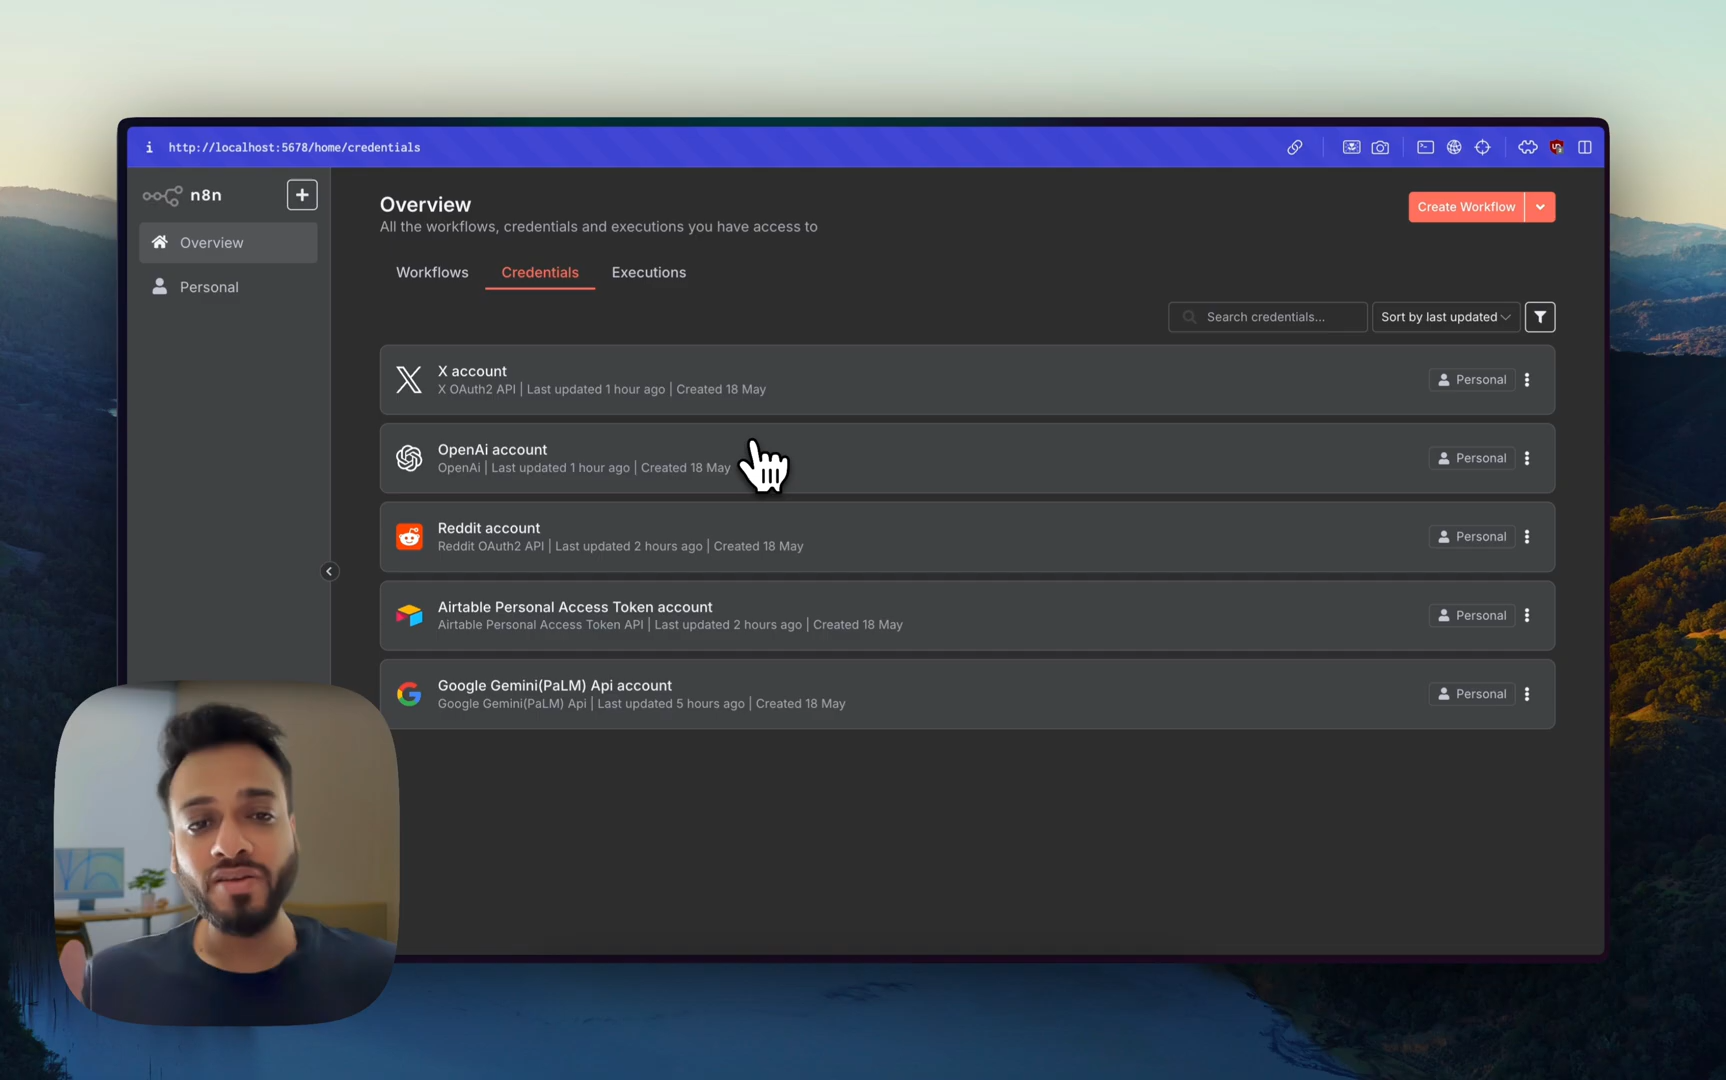 http://localhost:5678/home/credentials
n8n
Overview
Personal
Overview
All the workflows, credentials and executions you have access to
Create Workflow
Workflows
Credentials
Executions
Search credentials...
Sort by last updated
X account
X OAuth2 API | Last updated 1 hour ago | Created 18 May
Personal
OpenAi account
OpenAi | Last updated 1 hour ago | Created 18 May
Personal
Reddit account
Reddit OAuth2 API | Last updated 2 hours ago | Created 18 May
Personal
Airtable Personal Access Token account
Airtable Personal Access Token API | Last updated 2 hours ago | Created 18 May
Personal
Google Gemini(PaLM) Api account
Google Gemini(PaLM) Api | Last updated 5 hours ago | Created 18 May
Personal